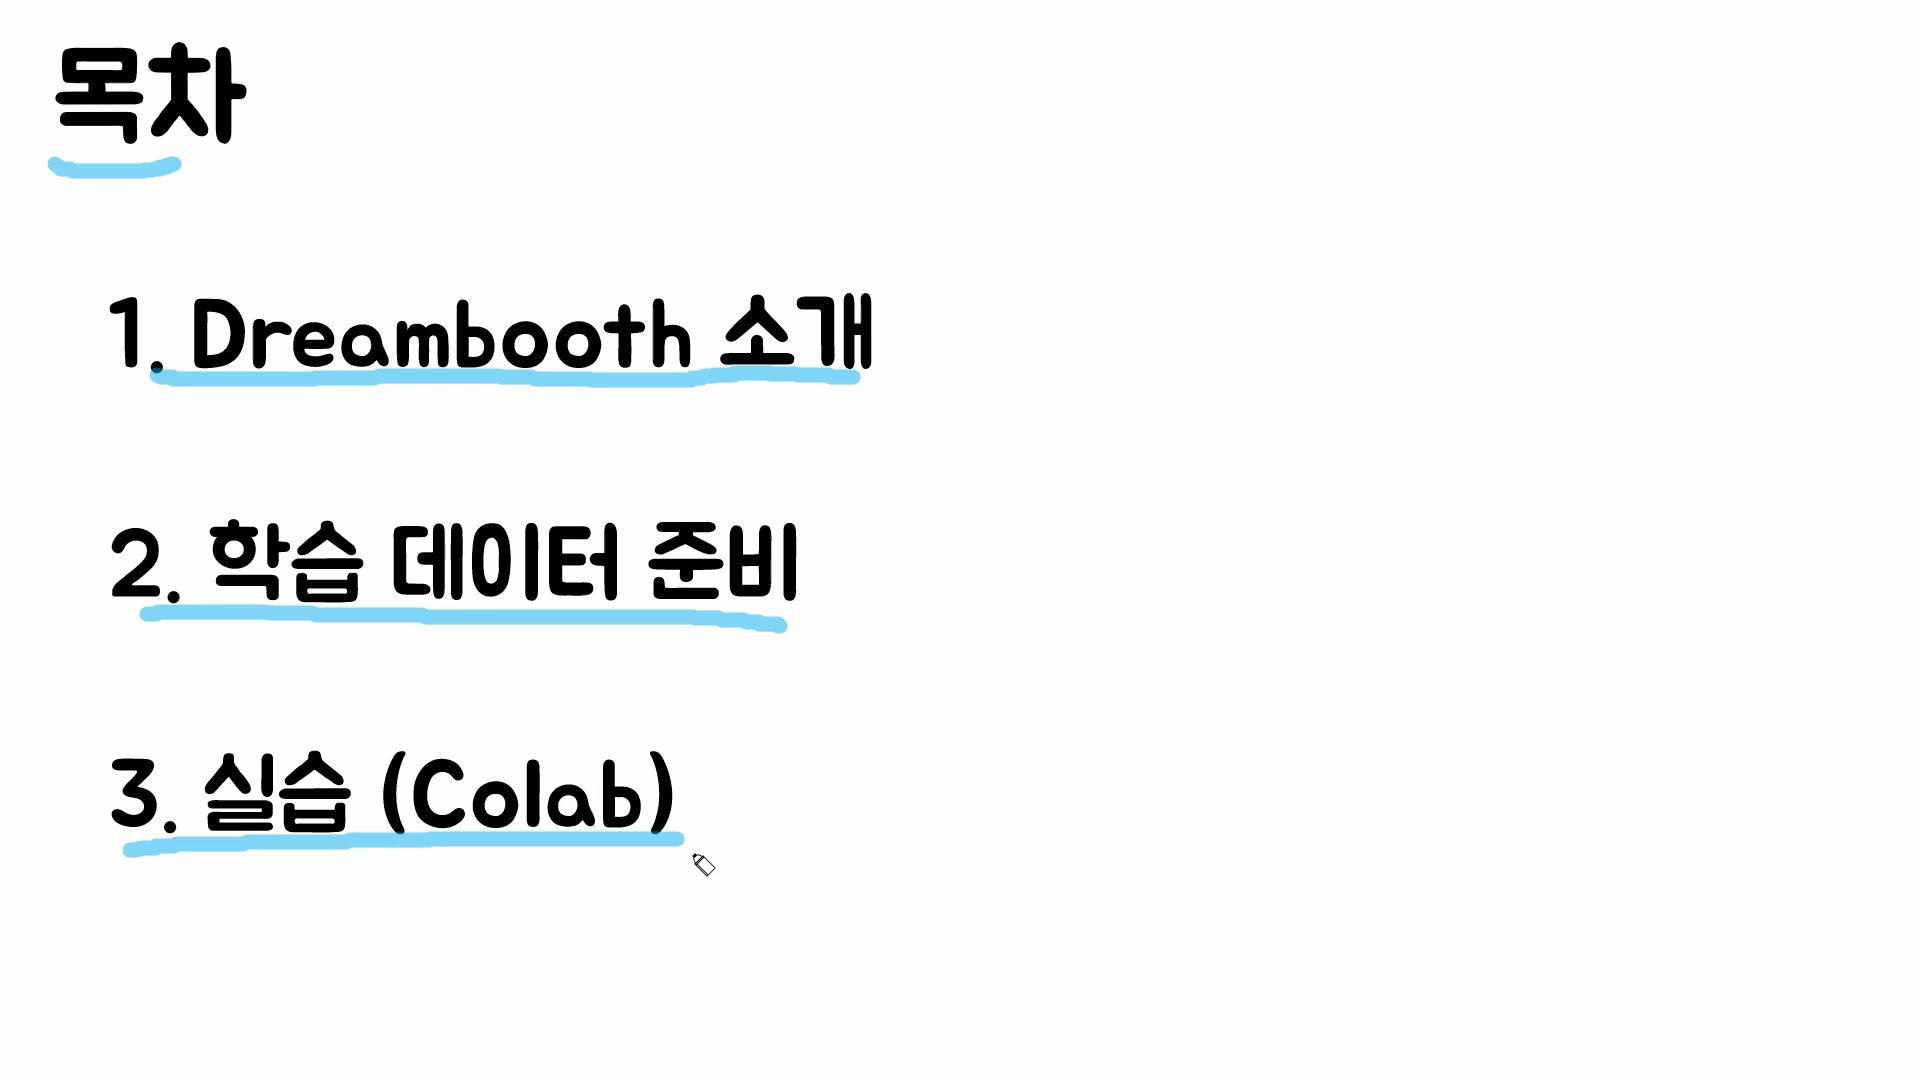 목차
1. Dreambooth 소개
2. 학습 데이터 준비
3. 실습 (Colab)